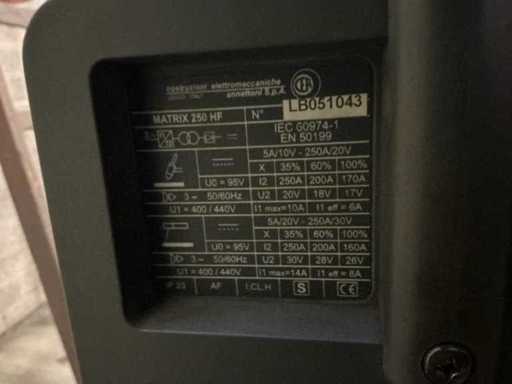 costruzioni elettromeccaniche
annettoni S.p.A.
MATRIX 250 HF N° LB051043
IEC 60974-1
EN 50199
5A/10V - 250A/20V
X 35% 60% 100%
U0 = 95V I2 250A 200A 170A
3~ 50/60Hz U2 20V 18V 17V
U1 = 400 / 440V I1 max=10A I1 eff = 6A
5A/20V - 250A/30V
X 35% 60% 100%
U0 = 95V I2 250A 200A 160A
3~ 50/60Hz U2 30V 28V 26V
U1 = 400 / 440V I1 max=14A I1 eff = 8A
IP 23 AF I.CL.H S CE